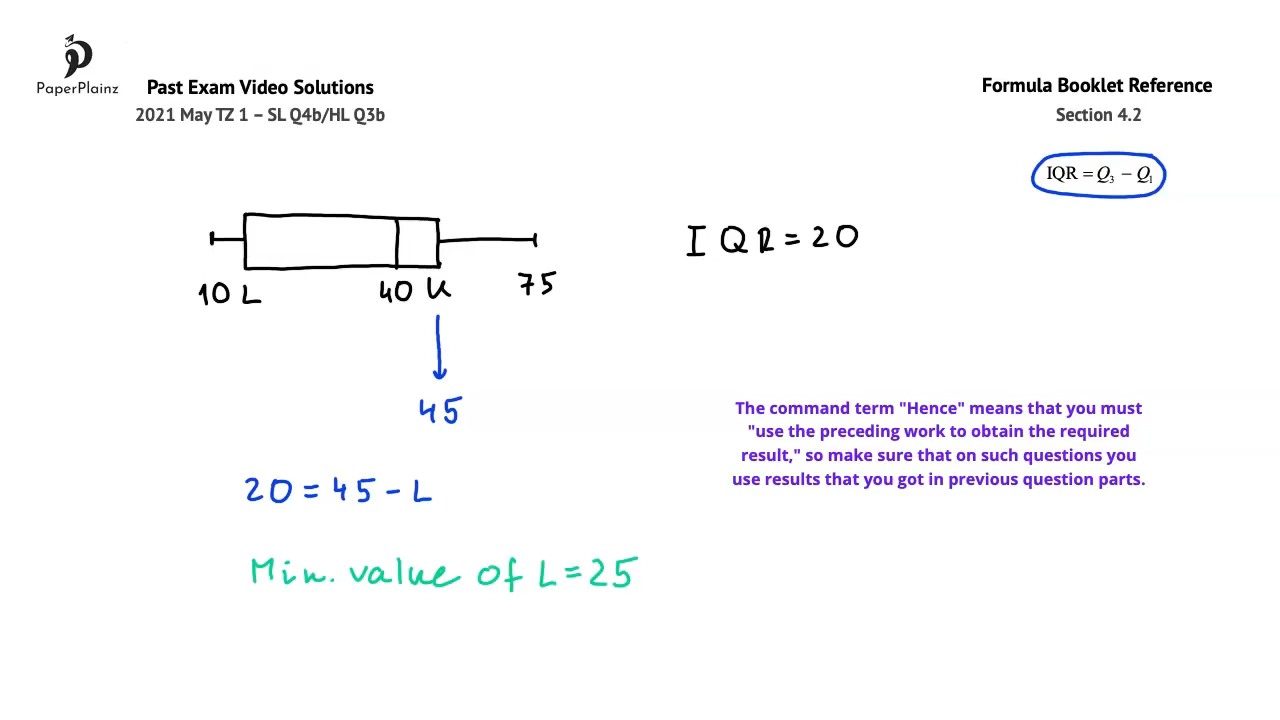 PaperPlainz
Past Exam Video Solutions
2021 May TZ 1 – SL Q4b/HL Q3b
Formula Booklet Reference
Section 4.2
IQR = Q₃ − Q₁
IQR = 20
10 L 40 U 75
45
The command term "Hence" means that you must
"use the preceding work to obtain the required
result," so make sure that on such questions you
use results that you got in previous question parts.
20 = 45 - L
Min. value of L = 25